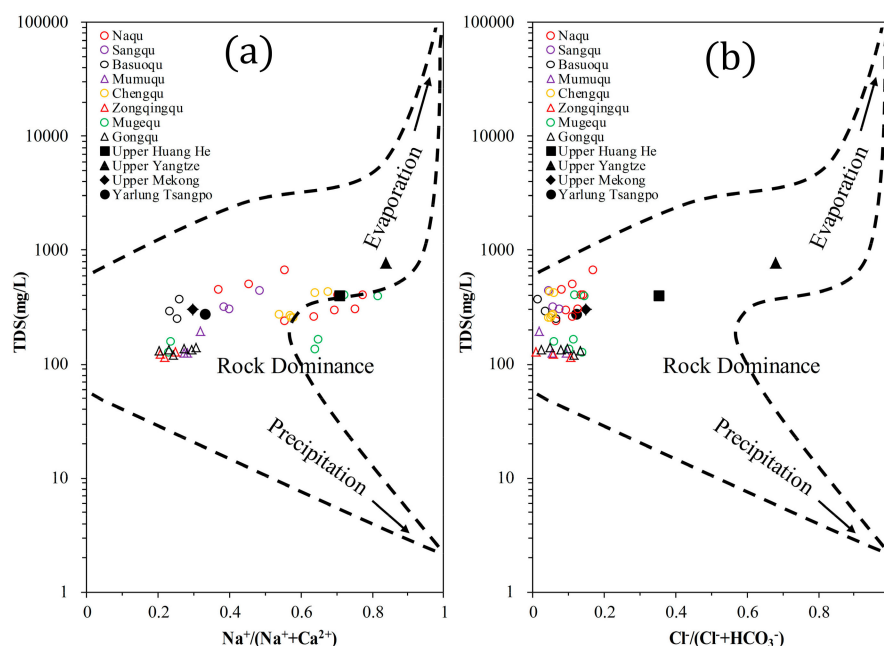 100000
10000
1000
100
10
1
TDS(mg/L)
(a)
Naqu
Sangqu
Basuoqu
Mumuqu
Chengqu
Zongqingqu
Mugequ
Gongqu
Upper Huang He
Upper Yangtze
Upper Mekong
Yarlung Tsangpo
Evaporation
Rock Dominance
Precipitation
0
0.2
0.4
0.6
0.8
1
Na⁺/(Na⁺+Ca²⁺)
100000
10000
1000
100
10
1
TDS(mg/L)
(b)
Naqu
Sangqu
Basuoqu
Mumuqu
Chengqu
Zongqingqu
Mugequ
Gongqu
Upper Huang He
Upper Yangtze
Upper Mekong
Yarlung Tsangpo
Evaporation
Rock Dominance
Precipitation
0
0.2
0.4
0.6
0.8
Cl⁻/(Cl⁻+HCO₃⁻)